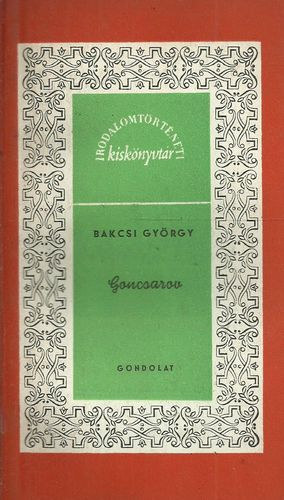 IRODALOMTÖRTÉNETI
kiskönyvtár
BAKCSI GYÖRGY
Goncsarov
GONDOLAT